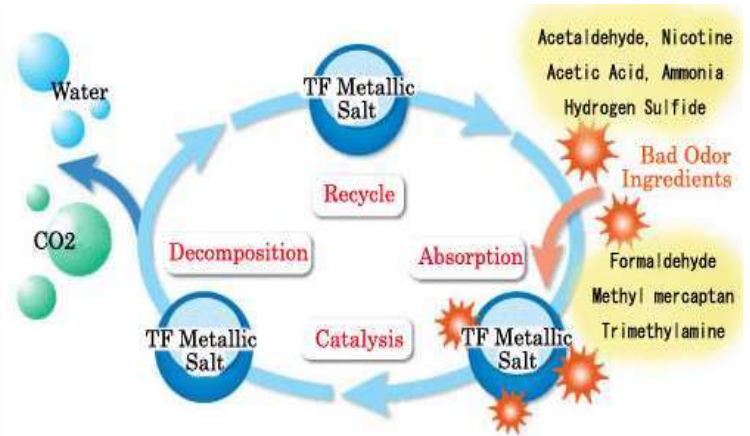 Acetaldehyde, Nicotine
Acetic Acid, Ammonia
Hydrogen Sulfide
Water
TF Metallic
Salt
Bad Odor
Ingredients
Recycle
CO2
Decomposition
Absorption
Formaldehyde
Methyl mercaptan
Trimethylamine
TF Metallic
Salt
Catalysis
TF Metallic
Salt